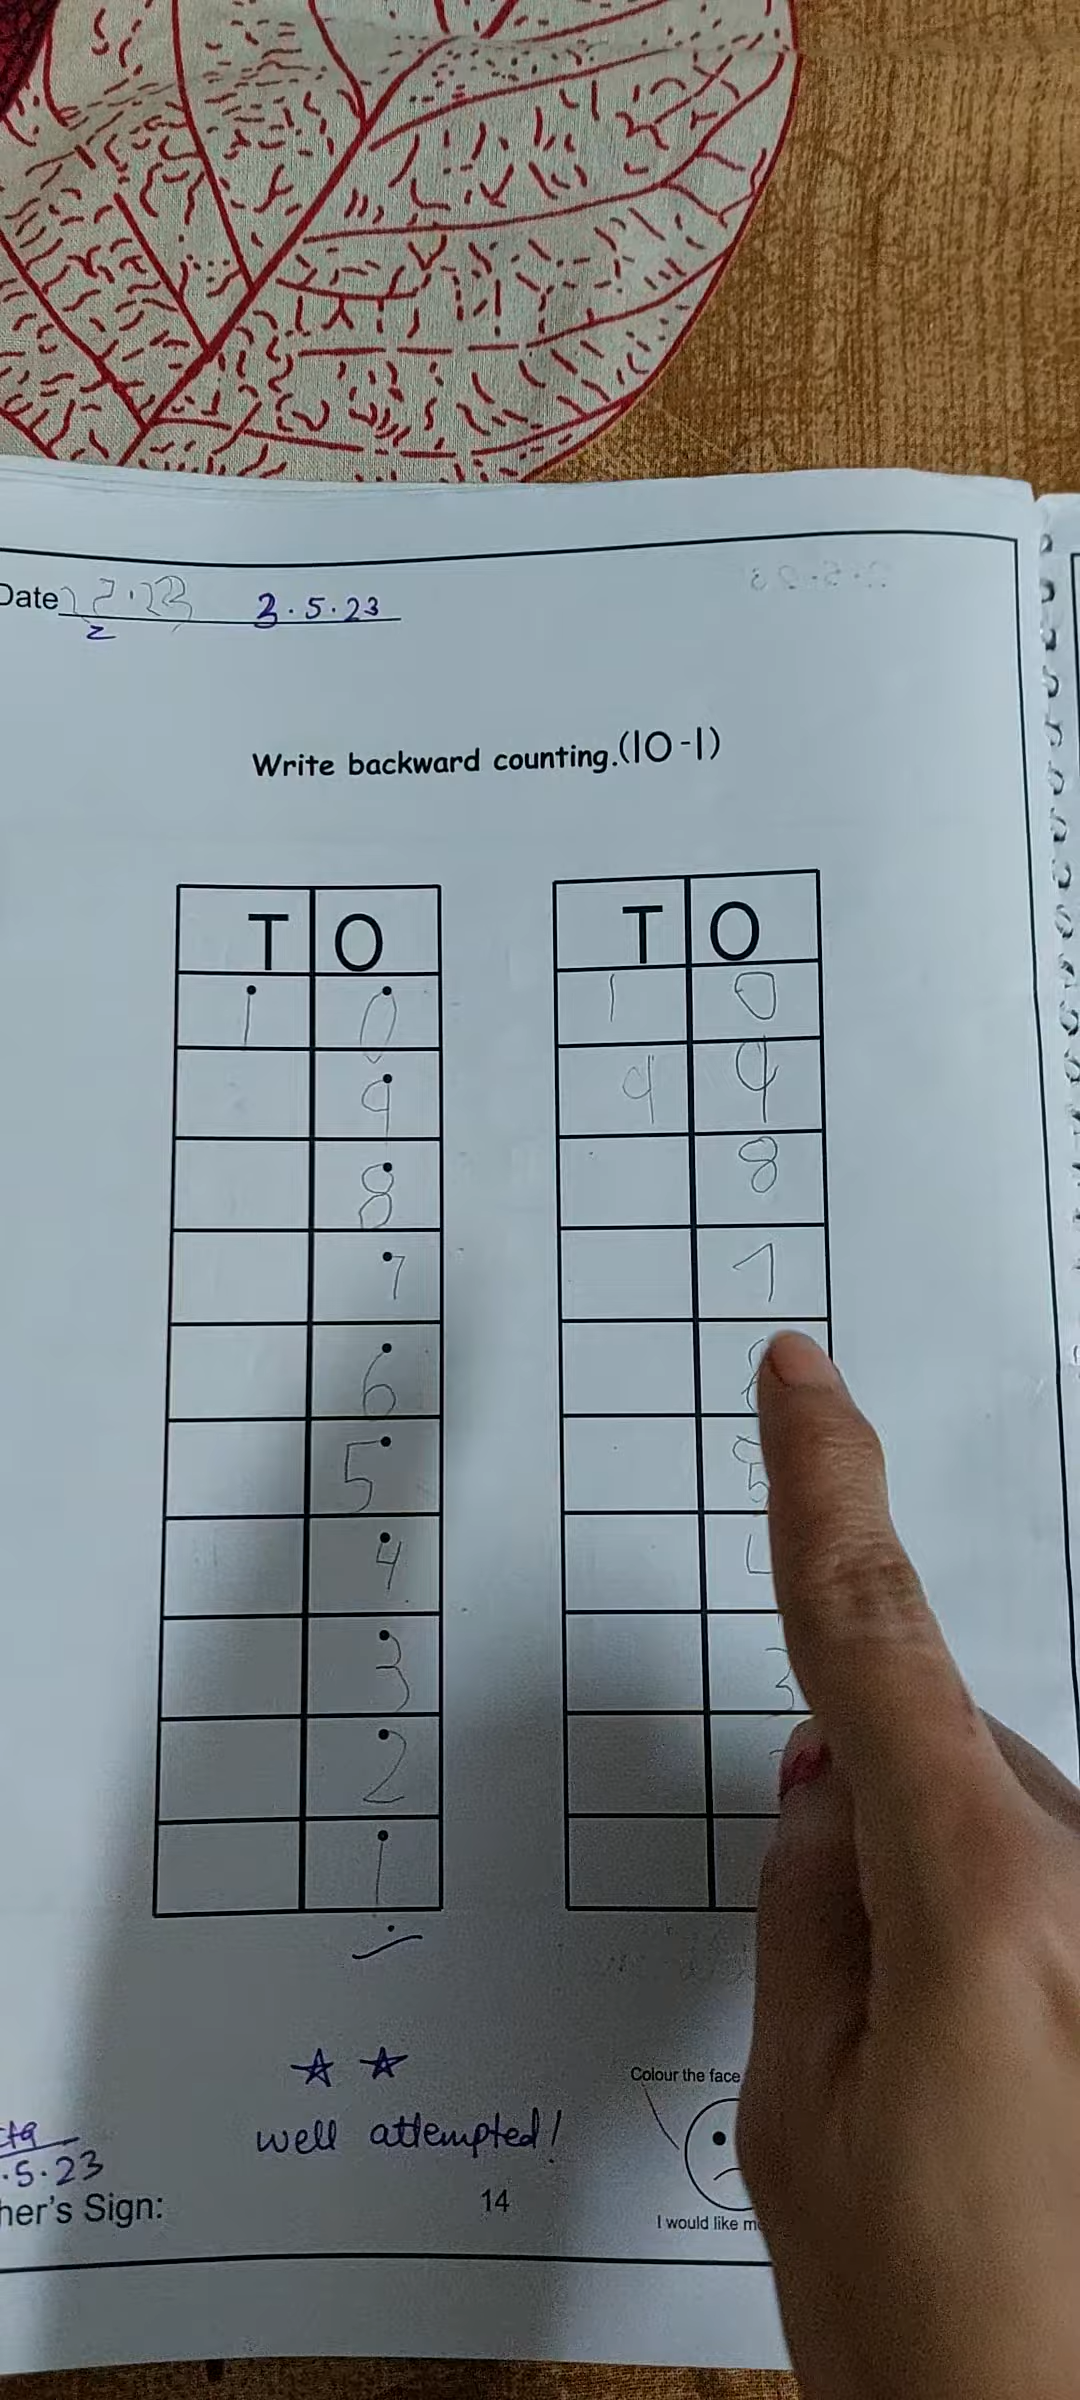 Date 3.5.23
2
Write backward counting.(10-1)
T O
1 0
9
8
7
6
5
4
3
2
1
T O
1 0
9 9
8
7
5
3
well attempted!
.5.23
her's Sign:
14
Colour the face
I would like